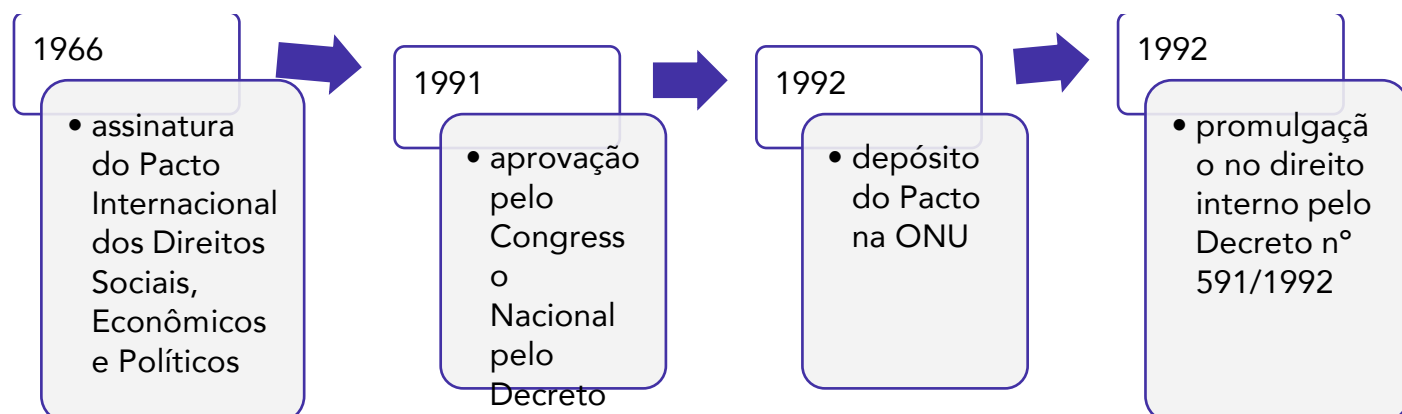 1966
• assinatura
do Pacto
Internacional
dos Direitos
Sociais,
Econômicos
e Políticos
1991
• aprovação
pelo
Congress
o
Nacional
pelo
Decreto
1992
• depósito
do Pacto
na ONU
1992
• promulgaçã
o no direito
interno pelo
Decreto nº
591/1992